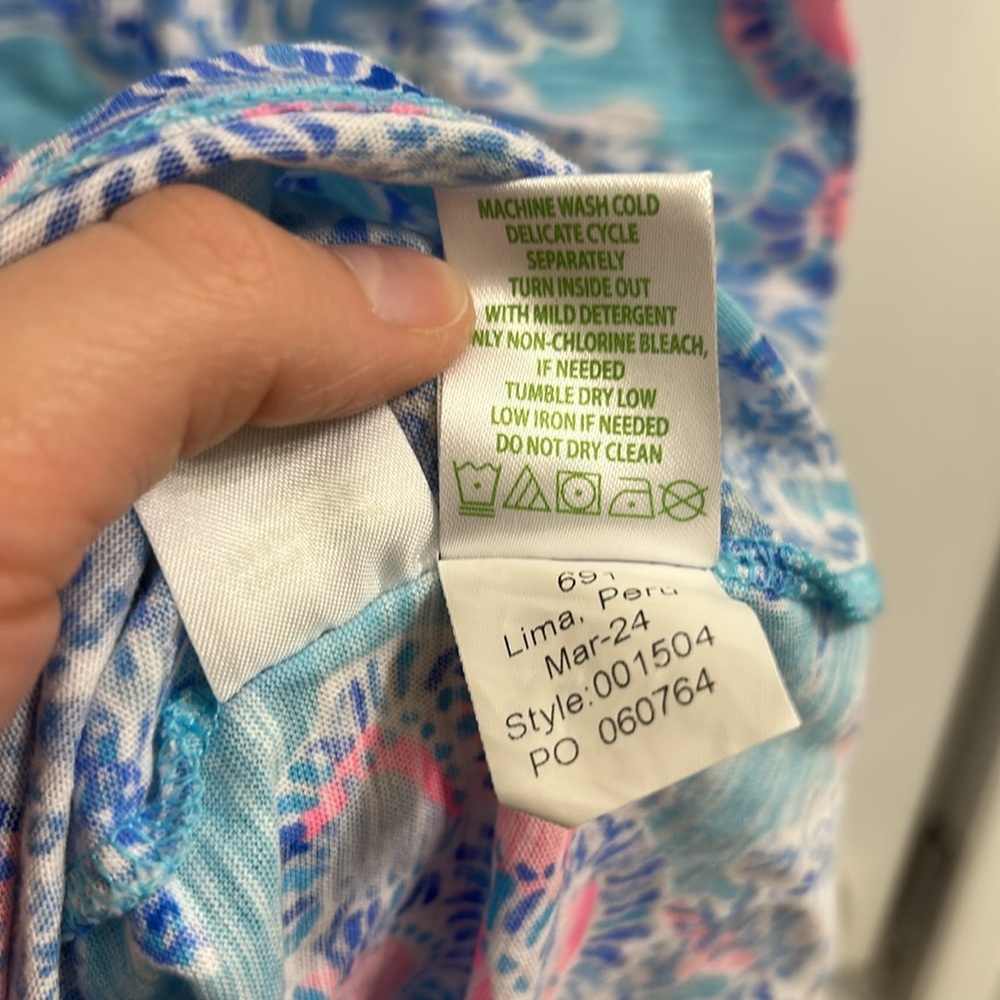 MACHINE WASH COLD
DELICATE CYCLE
SEPARATELY
TURN INSIDE OUT
WITH MILD DETERGENT
NLY NON-CHLORINE BLEACH,
IF NEEDED
TUMBLE DRY LOW
LOW IRON IF NEEDED
DO NOT DRY CLEAN
Lima, Peru
Mar-24
Style:001504
PO 060764